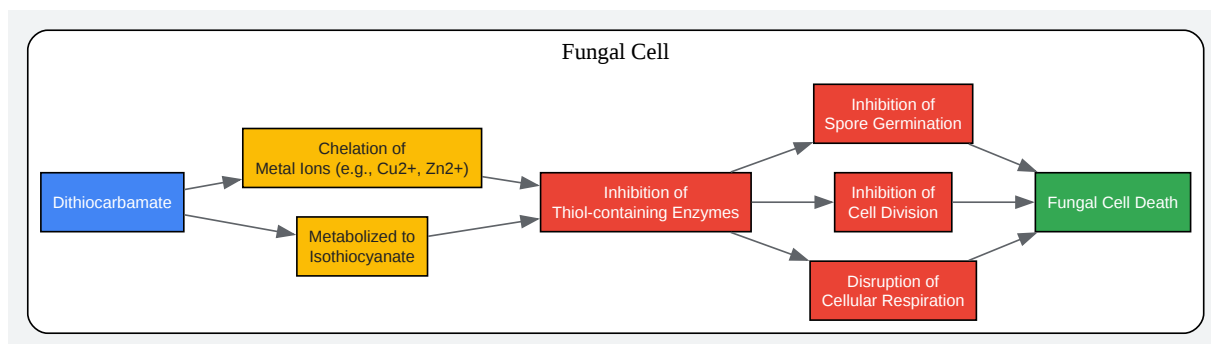 Fungal Cell
Dithiocarbamate
Chelation of
Metal Ions (e.g., Cu2+, Zn2+)
Metabolized to
Isothiocyanate
Inhibition of
Thiol-containing Enzymes
Inhibition of
Spore Germination
Inhibition of
Cell Division
Disruption of
Cellular Respiration
Fungal Cell Death